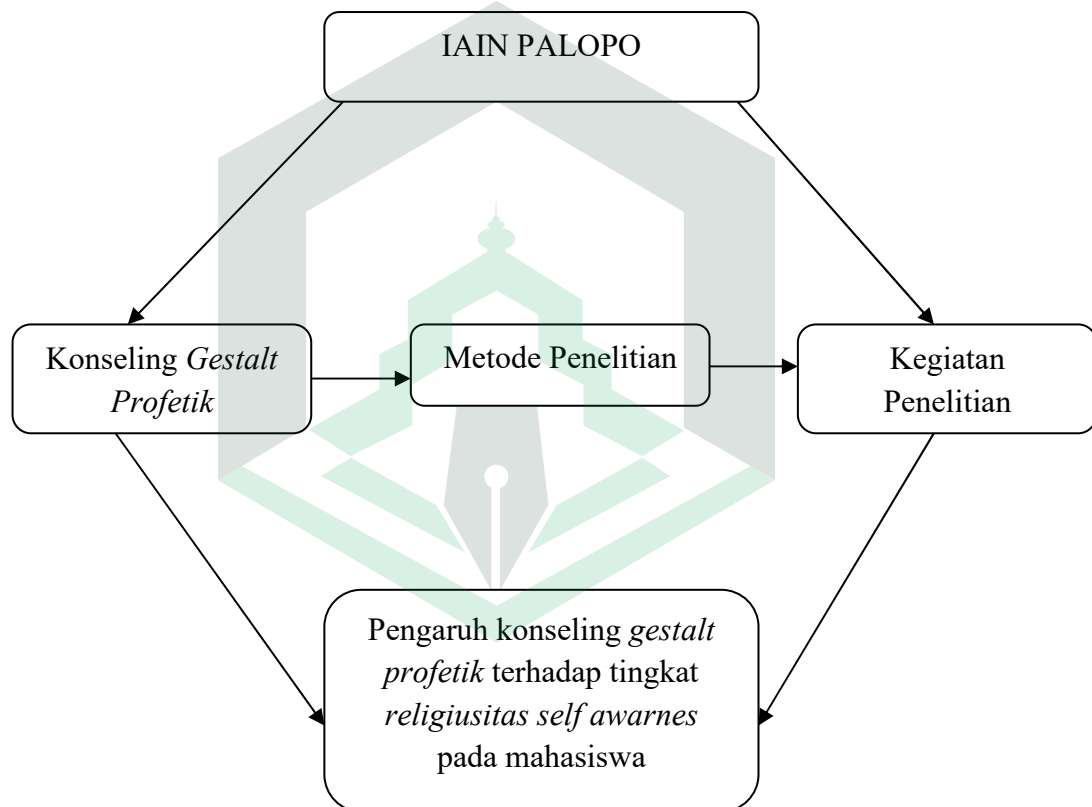 IAIN PALOPO
Konseling Gestalt
Profetik
Metode Penelitian
Kegiatan
Penelitian
Pengaruh konseling gestalt
profetik terhadap tingkat
religiusitas self awarnes
pada mahasiswa